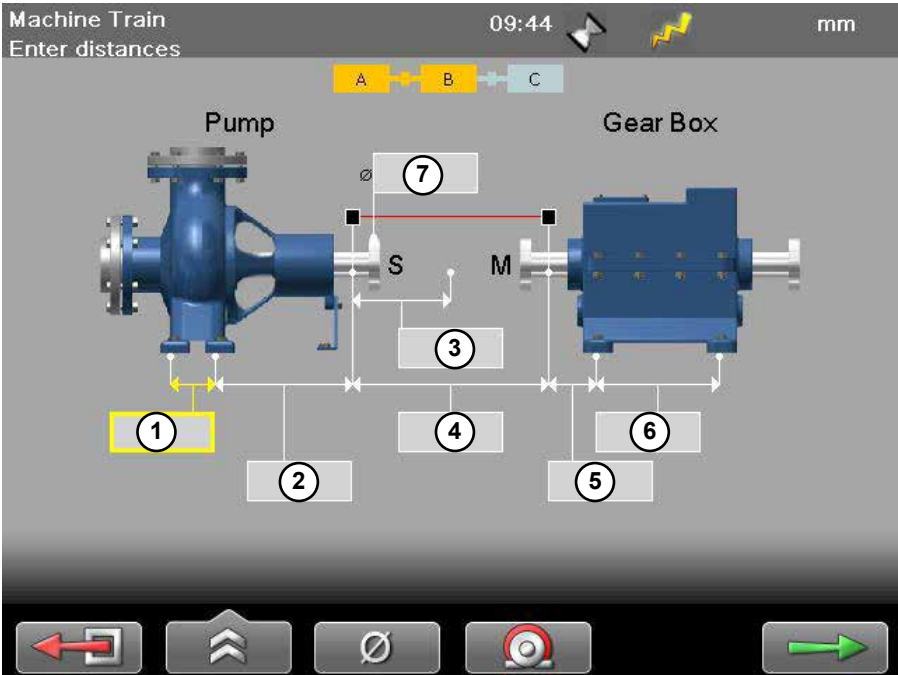 Machine Train
09:44
mm
Enter distances
A
B
C
Pump
Gear Box
Ø
7
S
M
3
1
4
6
2
5
Ø